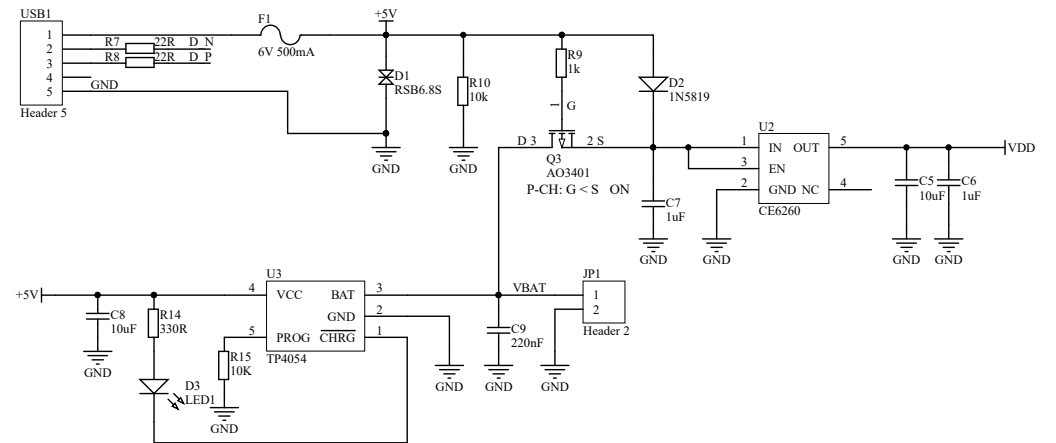 USB1
1
2
3
4
5
Header 5
R7 22R D_N
R8 22R D_P
GND
F1
6V 500mA
+5V
D1
RSB6.8S
GND
R10
10k
GND
R9
1k
1 G
D 3
2 S
Q3
AO3401
P-CH: G < S ON
D2
1N5819
C7
1uF
GND
U2
1 IN OUT 5
3 EN
2 GND NC 4
CE6260
GND
VDD
C5
10uF
GND
C6
1uF
GND
+5V
C8
10uF
GND
R14
330R
D3
LED1
R15
10K
GND
U3
4 VCC BAT 3
GND 2
5 PROG CHRG 1
TP4054
GND
VBAT
C9
220nF
GND
JP1
1
2
Header 2
GND